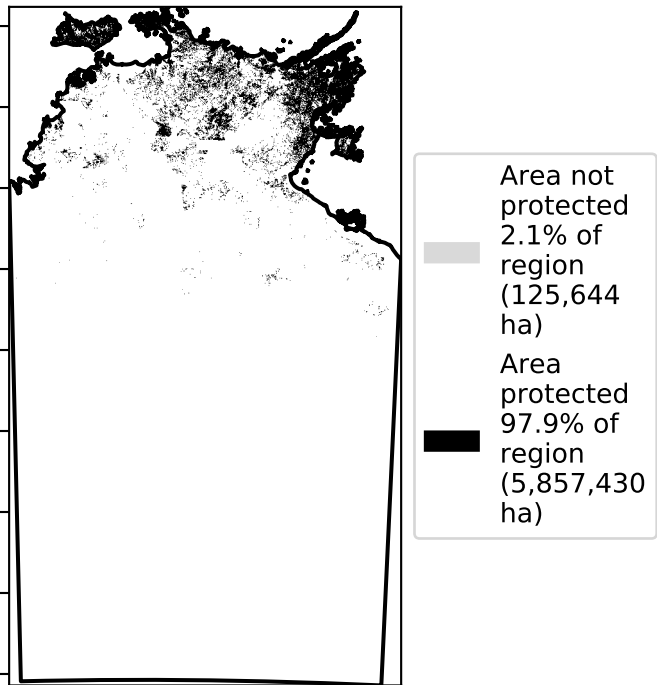 Area not
protected
2.1% of
region
(125,644
ha)
Area
protected
97.9% of
region
(5,857,430
ha)